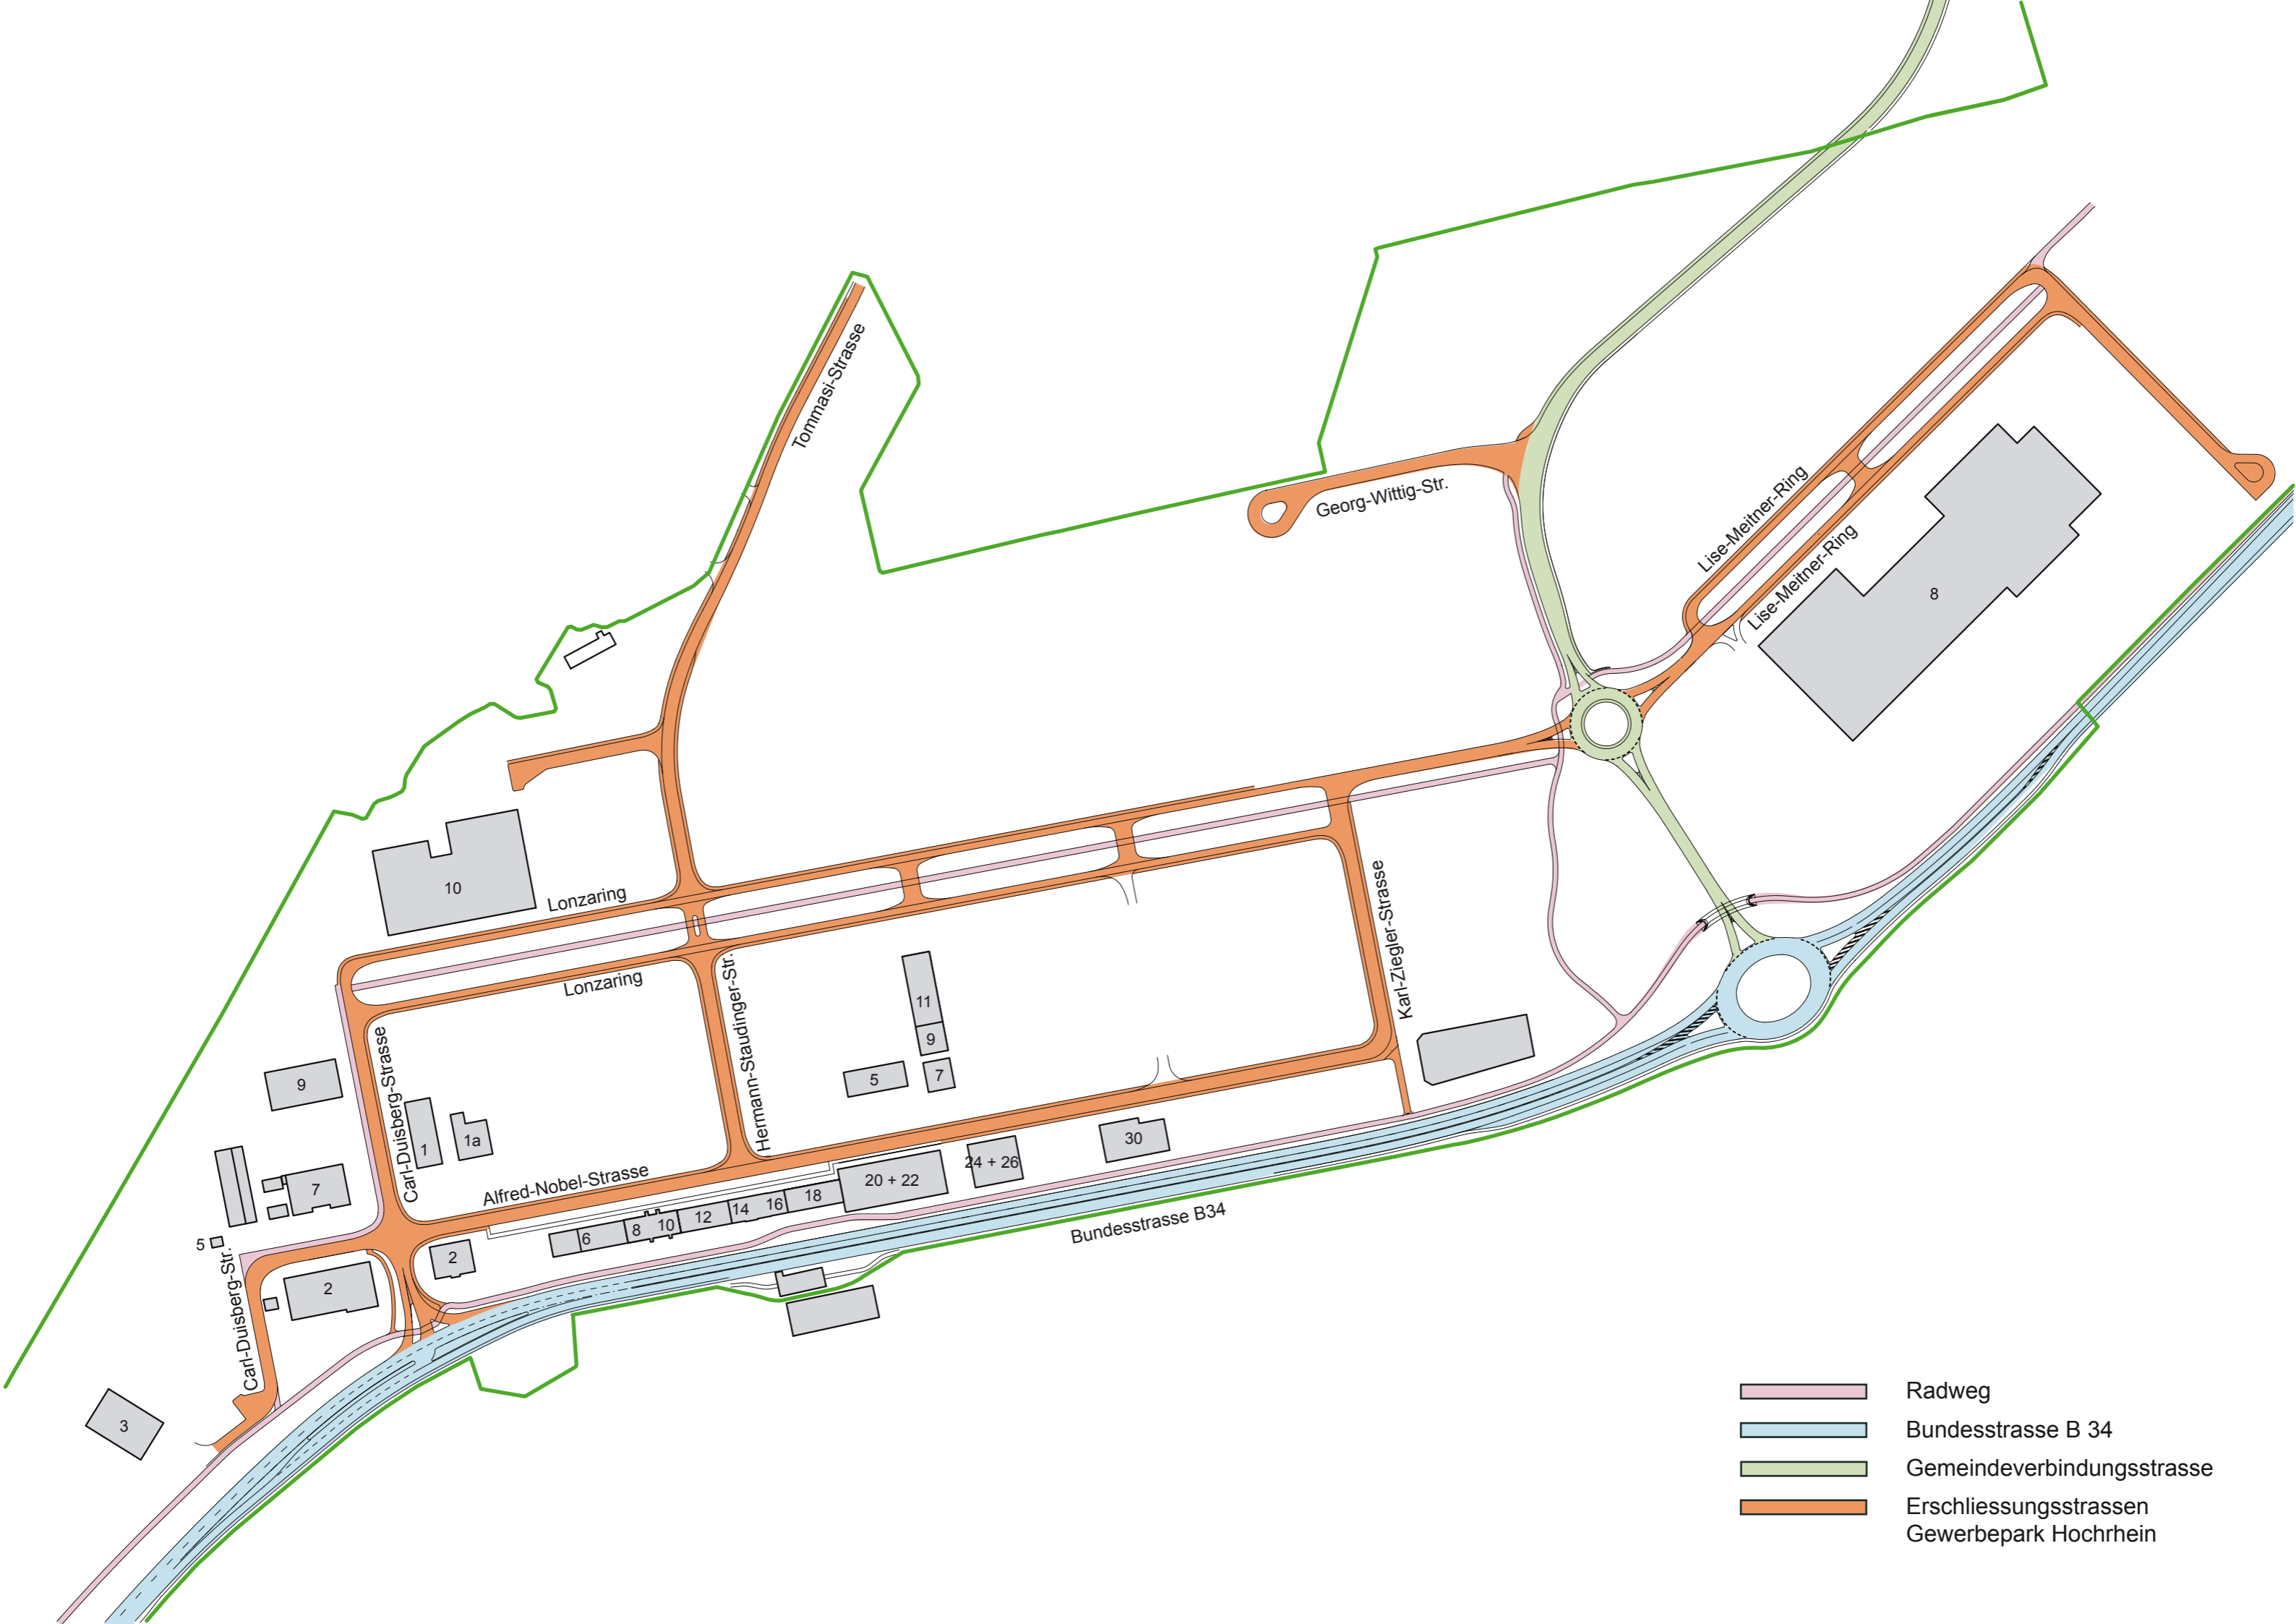 Tommasi-Strasse
Georg-Wittig-Str.
Lise-Meitner-Ring
Lise-Meitner-Ring
8
10
Lonzaring
Lonzaring
Karl-Ziegler-Strasse
Hermann-Staudinger-Str.
Carl-Duisberg-Strasse
11
9
7
5
9
1
1a
7
30
24 + 26
20 + 22
Alfred-Nobel-Strasse
18
16
14
12
10
8
6
2
5
2
Carl-Duisberg-Str.
Bundesstrasse B34
3
Radweg
Bundesstrasse B 34
Gemeindeverbindungsstrasse
Erschliessungsstrassen
Gewerbepark Hochrhein